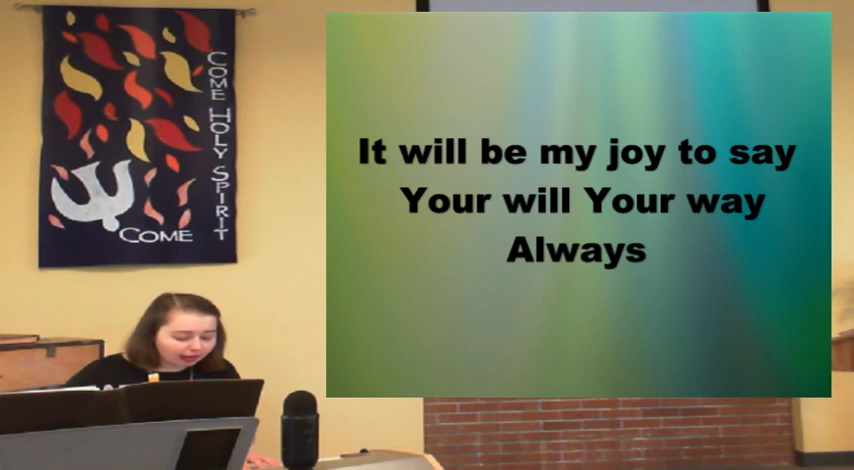 COME HOLY SPIRIT
COME
It will be my joy to say
Your will Your way
Always